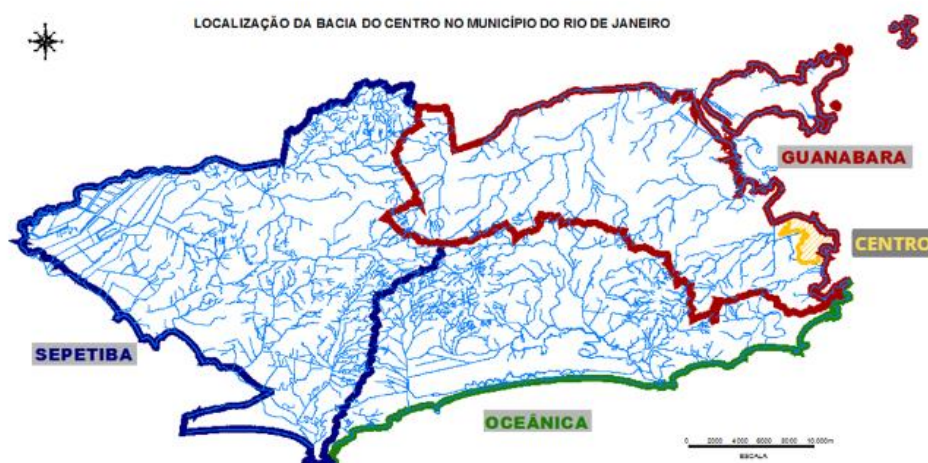 LOCALIZAÇÃO DA BACIA DO CENTRO NO MUNICÍPIO DO RIO DE JANEIRO
GUANABARA
CENTRO
SEPETIBA
OCEÂNICA
0 2000 4000 6000 8000 10.000m
ESCALA